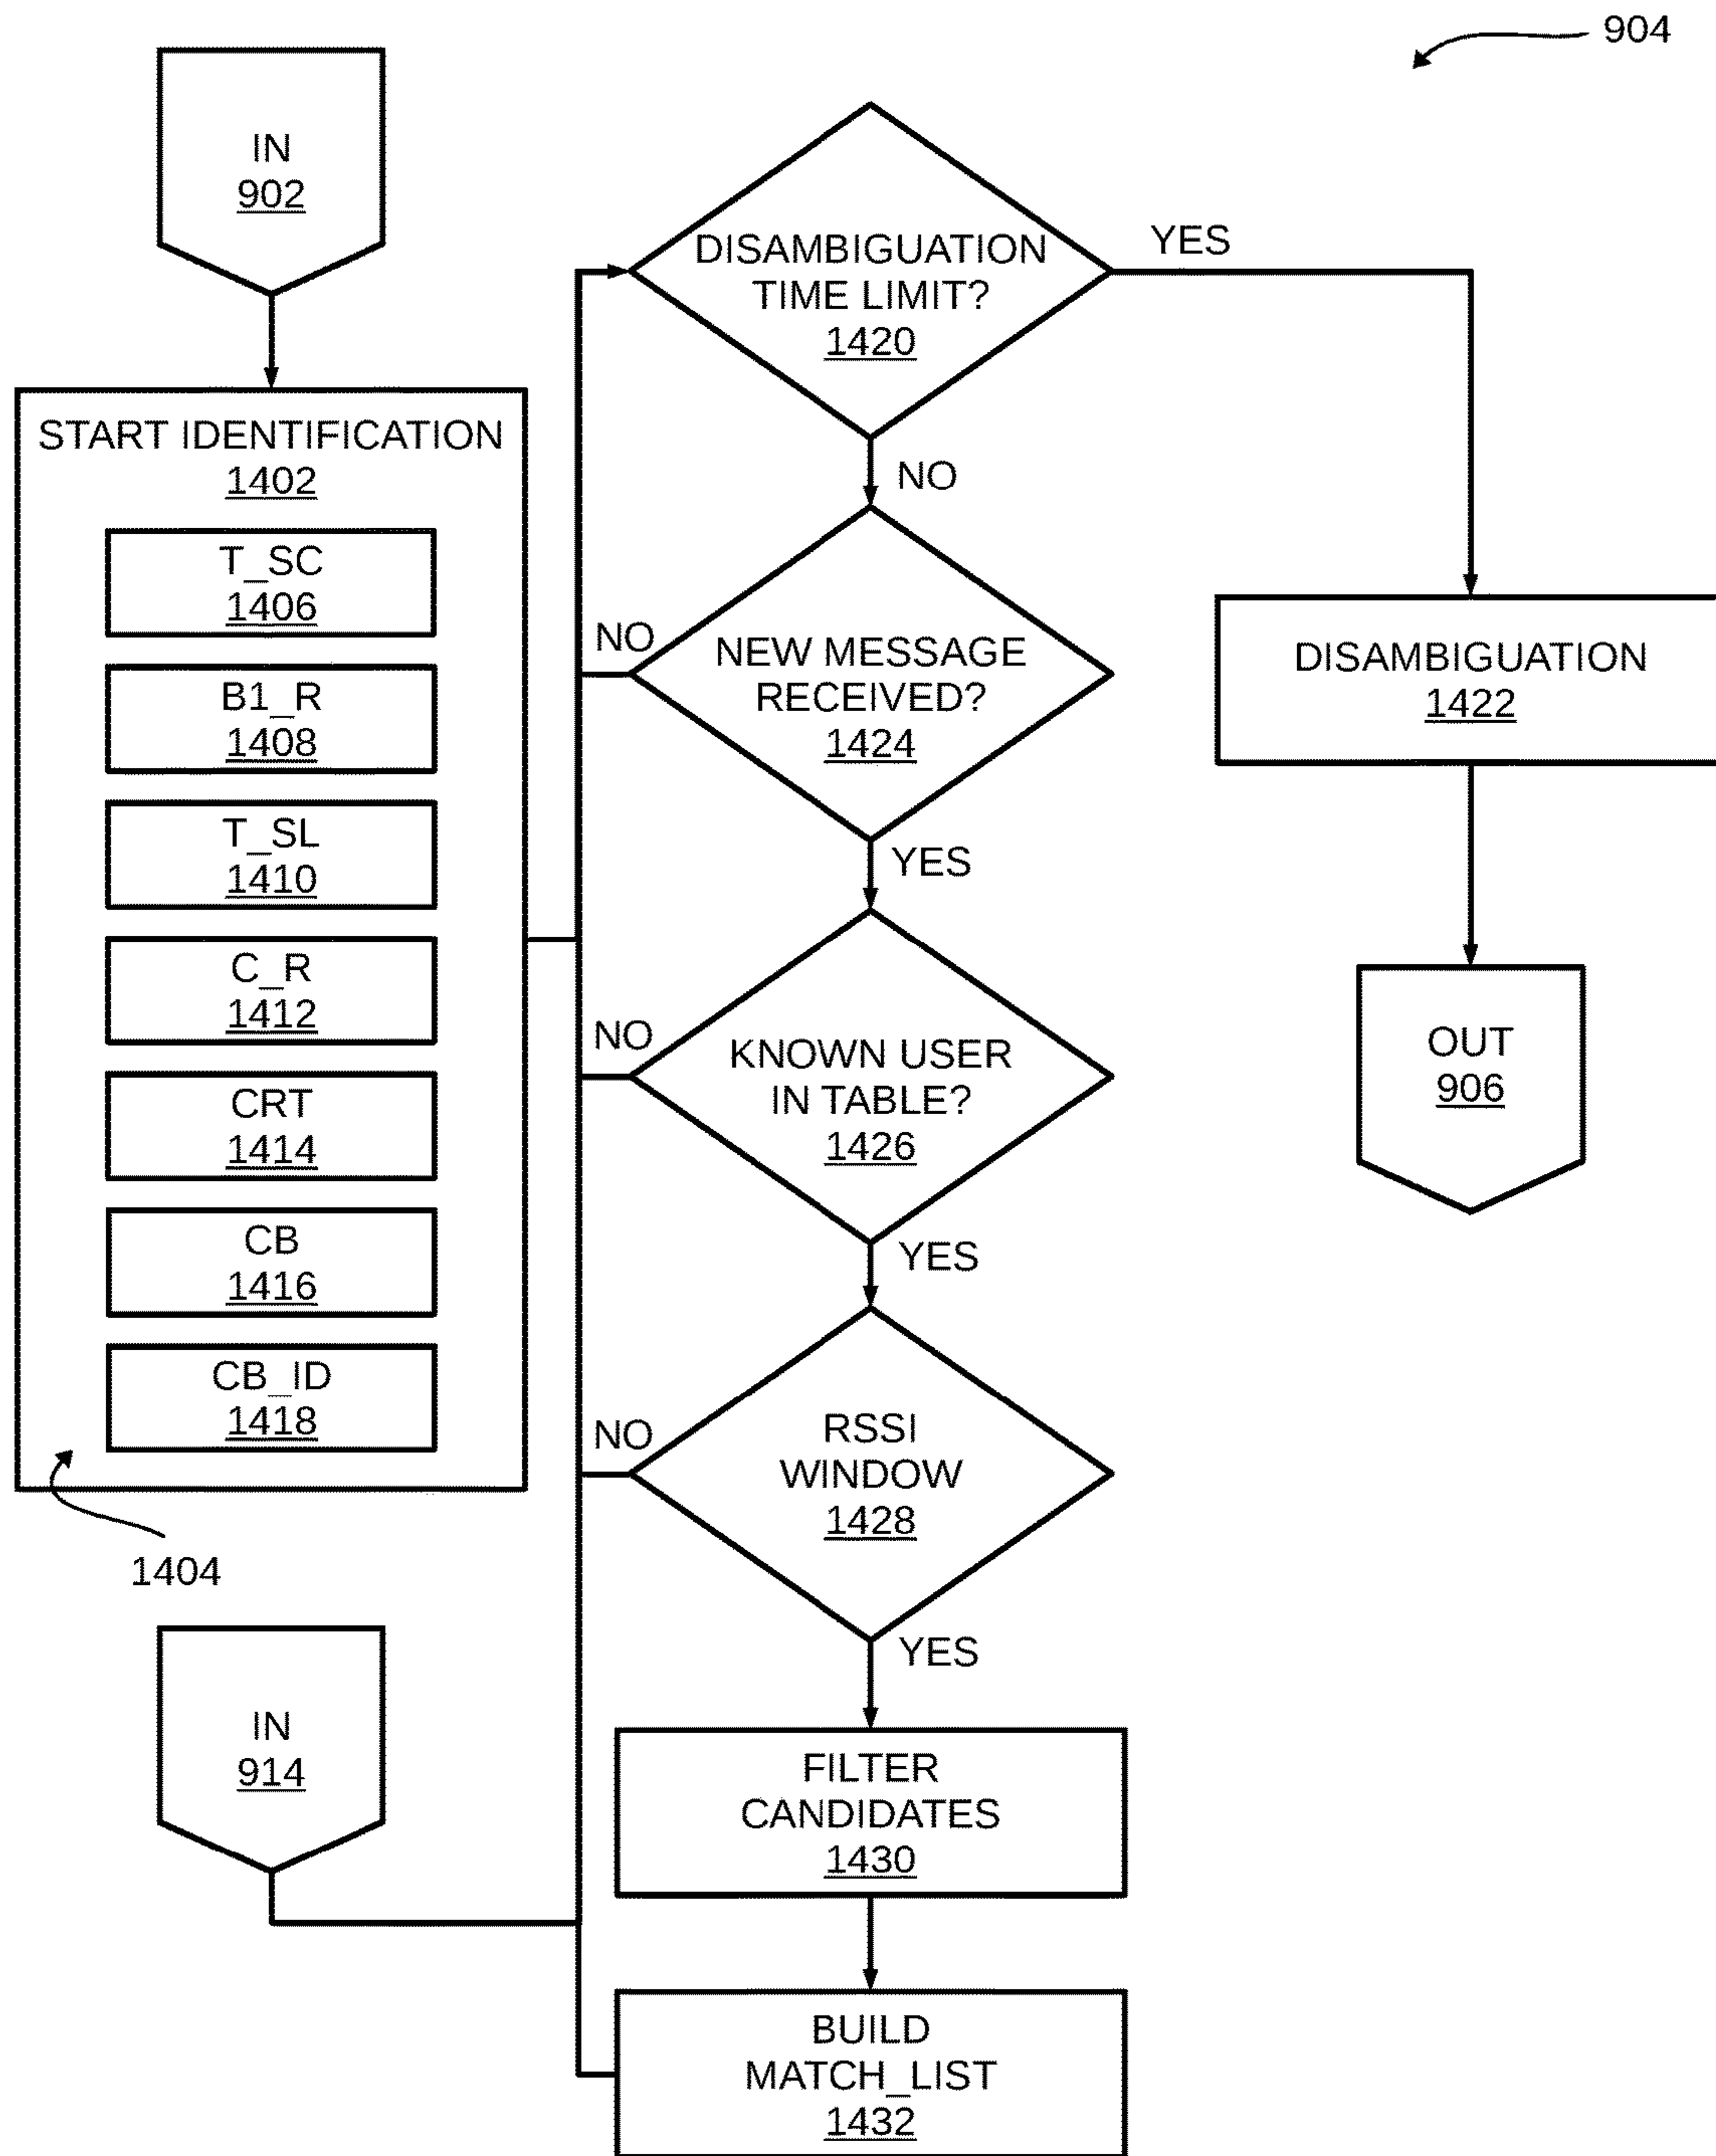 904
IN
902
START IDENTIFICATION
1402
T_SC
1406
B1_R
1408
T_SL
1410
C_R
1412
CRT
1414
CB
1416
CB_ID
1418
1404
IN
914
DISAMBIGUATION
TIME LIMIT?
1420
YES
NO
NEW MESSAGE
RECEIVED?
1424
NO
YES
KNOWN USER
IN TABLE?
1426
NO
YES
RSSI
WINDOW
1428
NO
YES
FILTER
CANDIDATES
1430
BUILD
MATCH_LIST
1432
DISAMBIGUATION
1422
OUT
906